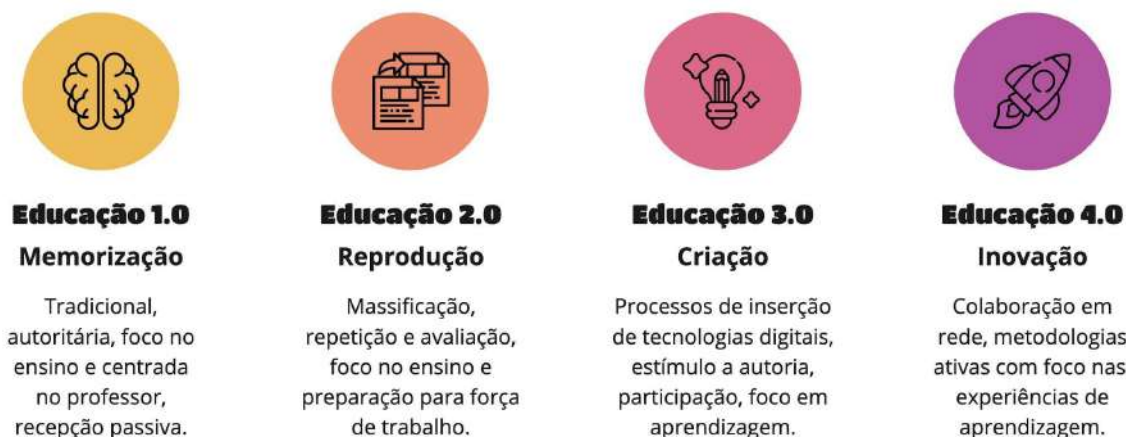 Educação 1.0
Memorização
Tradicional,
autoritária, foco no
ensino e centrada
no professor,
recepção passiva.
Educação 2.0
Reprodução
Massificação,
repetição e avaliação,
foco no ensino e
preparação para força
de trabalho.
Educação 3.0
Criação
Processos de inserção
de tecnologias digitais,
estímulo a autoria,
participação, foco em
aprendizagem.
Educação 4.0
Inovação
Colaboração em
rede, metodologias
ativas com foco nas
experiências de
aprendizagem.